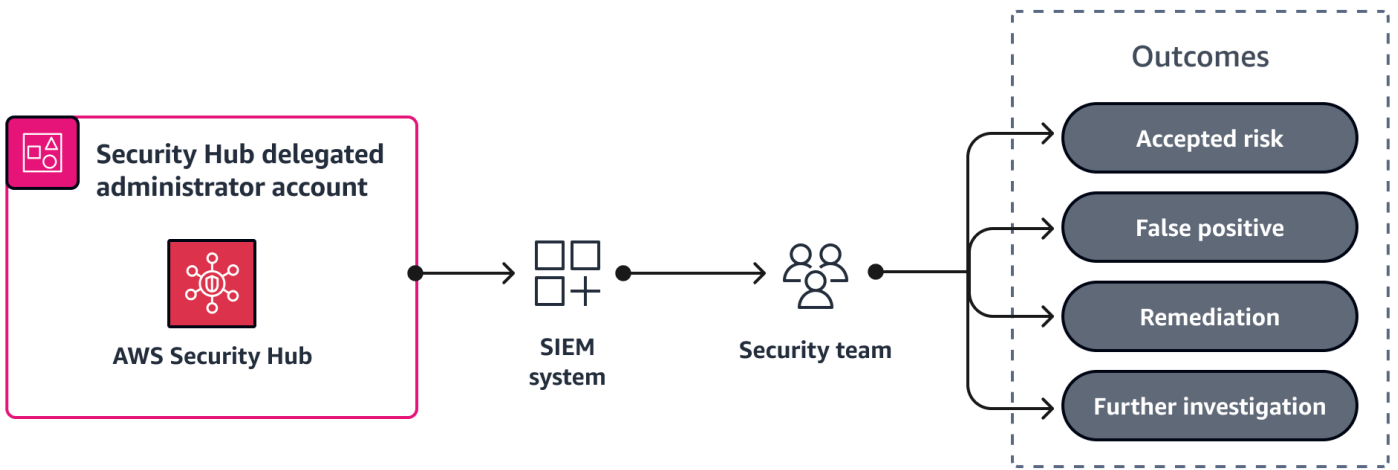 Security Hub delegated
administrator account
AWS Security Hub
SIEM
system
Security team
Outcomes
Accepted risk
False positive
Remediation
Further investigation